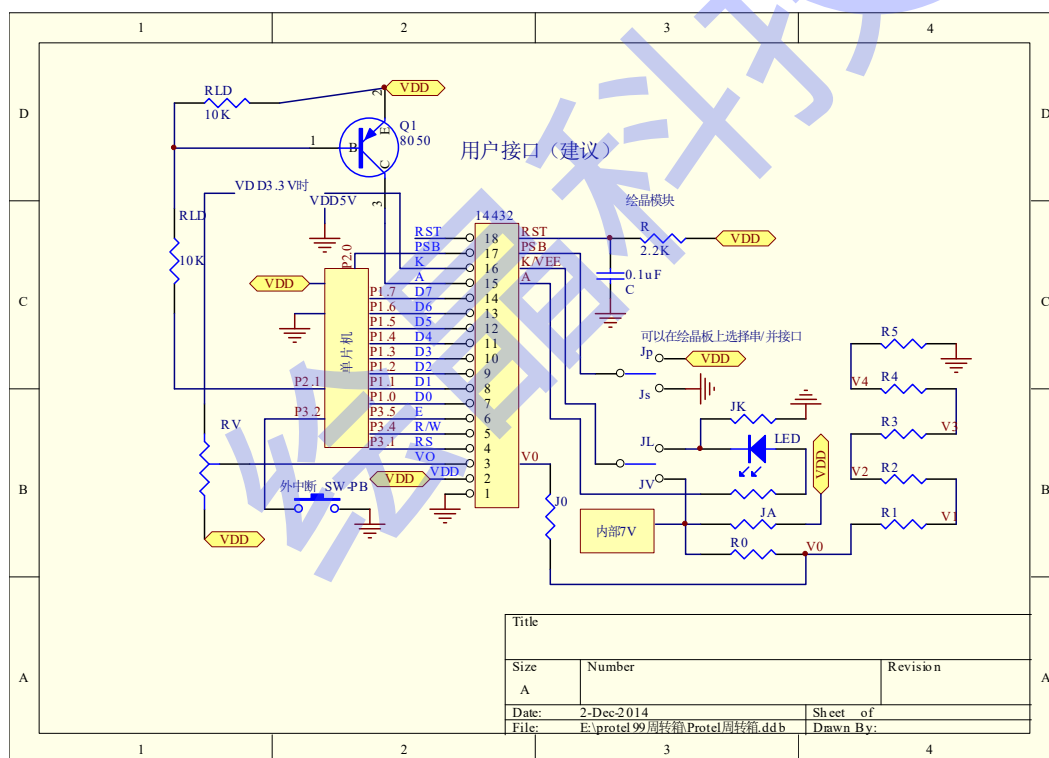 1 2 3 4
D
RLD
10K
VDD
2
E
Q1
8050
1
B
C
3
用户接口（建议）
D
VDD3.3V时
VDD5V
RLD
10K
P2.0
VDD
单片机
P2.1
P3.2
P1.7
P1.6
P1.5
P1.4
P1.3
P1.2
P1.1
P1.0
P3.5
P3.4
P3.1
RST
PSB
K
A
D7
D6
D5
D4
D3
D2
D1
D0
E
R/W
RS
VO
VDD
VDD
14432
18
17
16
15
14
13
12
11
10
9
8
7
6
5
4
3
2
1
RST
PSB
K/VEE
A
V0
绘晶模块
R
2.2K
VDD
0.1uF
C
C
C
可以在绘晶板上选择串/并接口
Jp
VDD
Js
JK
JL
LED
VDD
JV
JA
R0
V0
J0
内部7V
R5
V4
R4
R3
V3
V2
R2
R1
V1
B
B
RV
外中断
SW-PB
VDD
A
A
Title
Size
Number
Revision
A
Date:
2-Dec-2014
Sheet of
File:
E:\protel99周转箱\Protel周转箱.ddb
Drawn By:
1 2 3 4
绘晶科技